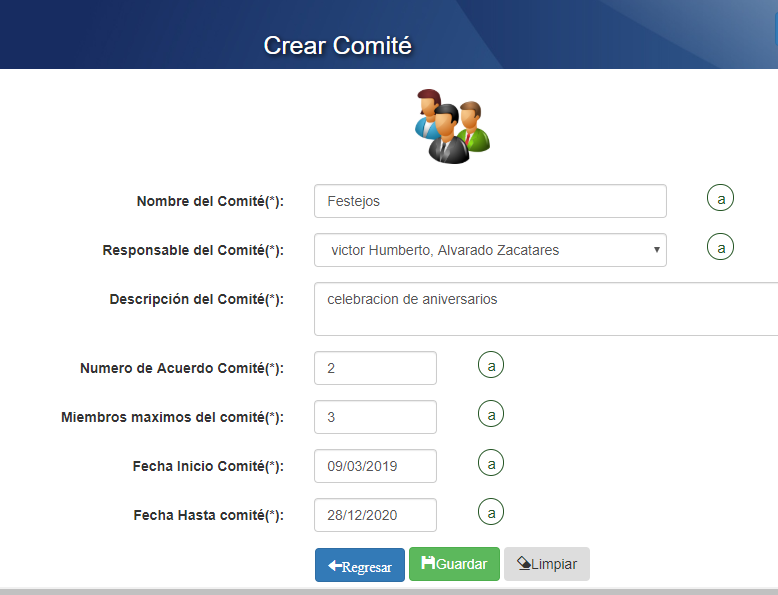 Crear Comité
Nombre del Comité(*): Festejos a
Responsable del Comité(*): victor Humberto, Alvarado Zacatares a
Descripción del Comité(*): celebracion de aniversarios
Numero de Acuerdo Comité(*): 2 a
Miembros maximos del comité(*): 3 a
Fecha Inicio Comité(*): 09/03/2019 a
Fecha Hasta comité(*): 28/12/2020 a
Regresar Guardar Limpiar